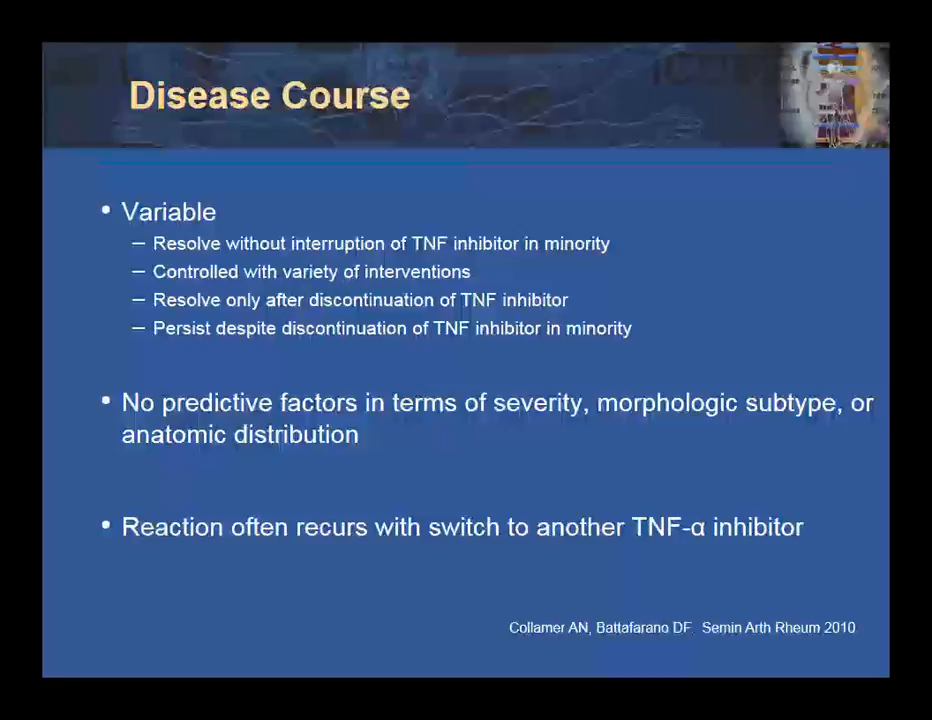 Disease Course
• Variable
– Resolve without interruption of TNF inhibitor in minority
– Controlled with variety of interventions
– Resolve only after discontinuation of TNF inhibitor
– Persist despite discontinuation of TNF inhibitor in minority
• No predictive factors in terms of severity, morphologic subtype, or
anatomic distribution
• Reaction often recurs with switch to another TNF-α inhibitor
Collamer AN, Battafarano DF. Semin Arth Rheum 2010